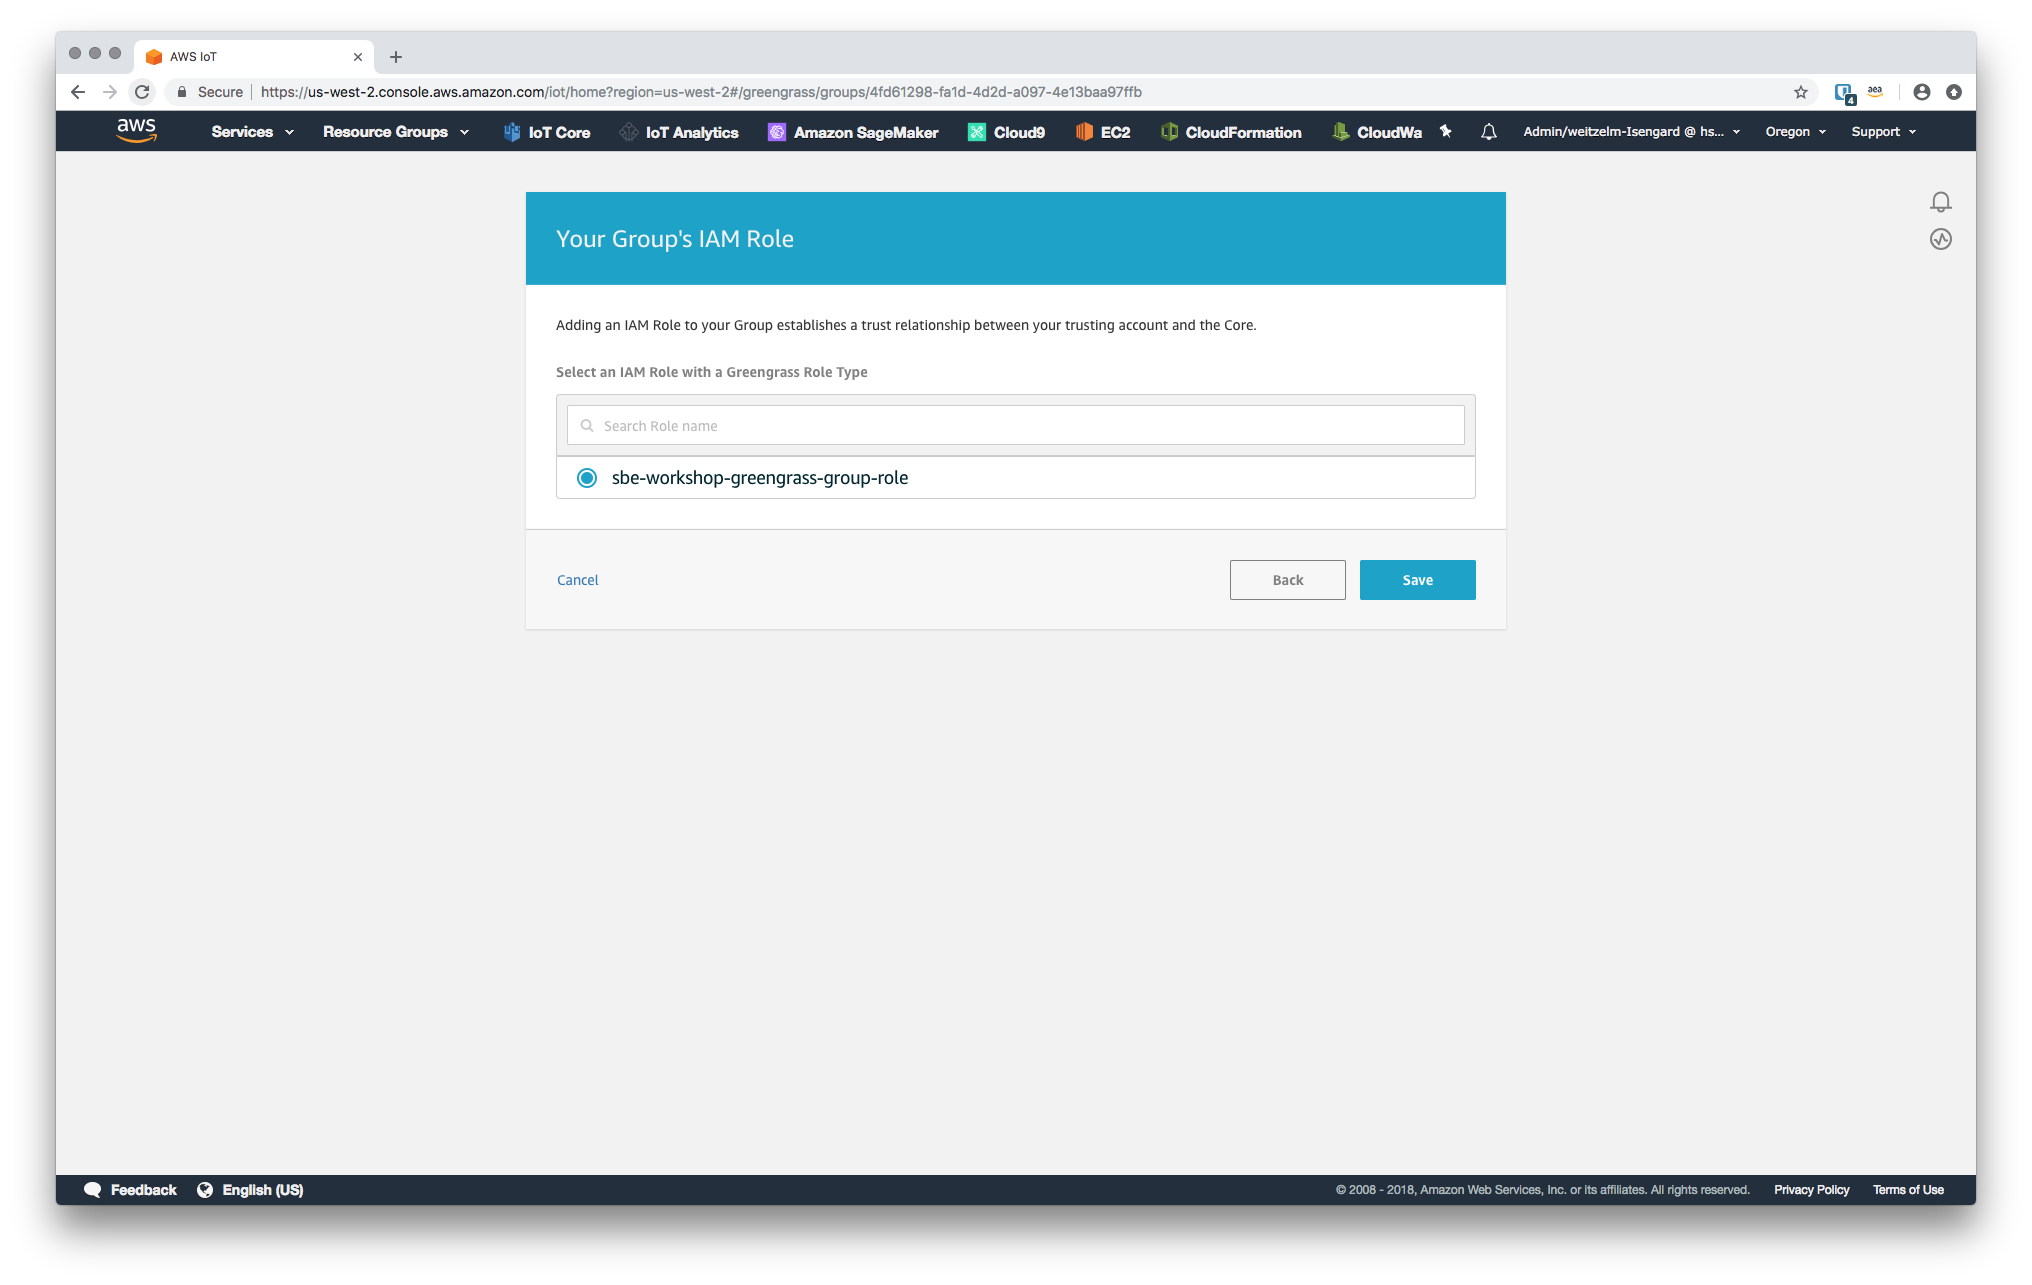 AWS IoT
Secure https://us-west-2.console.aws.amazon.com/iot/home?region=us-west-2#/greengrass/groups/4fd61298-fa1d-4d2d-a097-4e13baa97ffb 4 aea
aws Services Resource Groups IoT Core IoT Analytics Amazon SageMaker Cloud9 EC2 CloudFormation CloudWa Admin/weitzelm-Isengard @ hs... Oregon Support
Your Group's IAM Role
Adding an IAM Role to your Group establishes a trust relationship between your trusting account and the Core.
Select an IAM Role with a Greengrass Role Type
Search Role name
sbe-workshop-greengrass-group-role
Cancel Back Save
Feedback English (US) © 2008 - 2018, Amazon Web Services, Inc. or its affiliates. All rights reserved. Privacy Policy Terms of Use